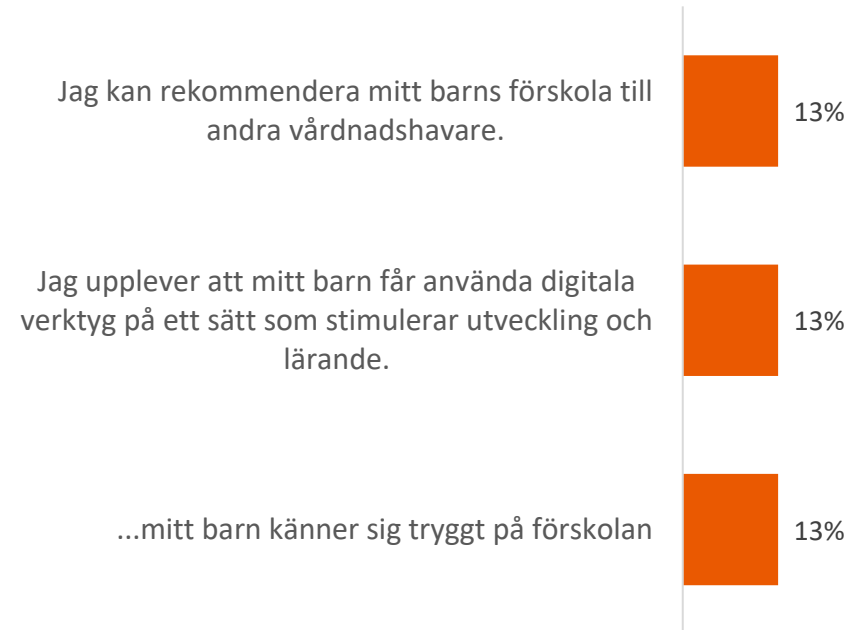 Jag kan rekommendera mitt barns förskola till
andra vårdnadshavare.
13%
Jag upplever att mitt barn får använda digitala
verktyg på ett sätt som stimulerar utveckling och
lärande.
13%
...mitt barn känner sig tryggt på förskolan
13%